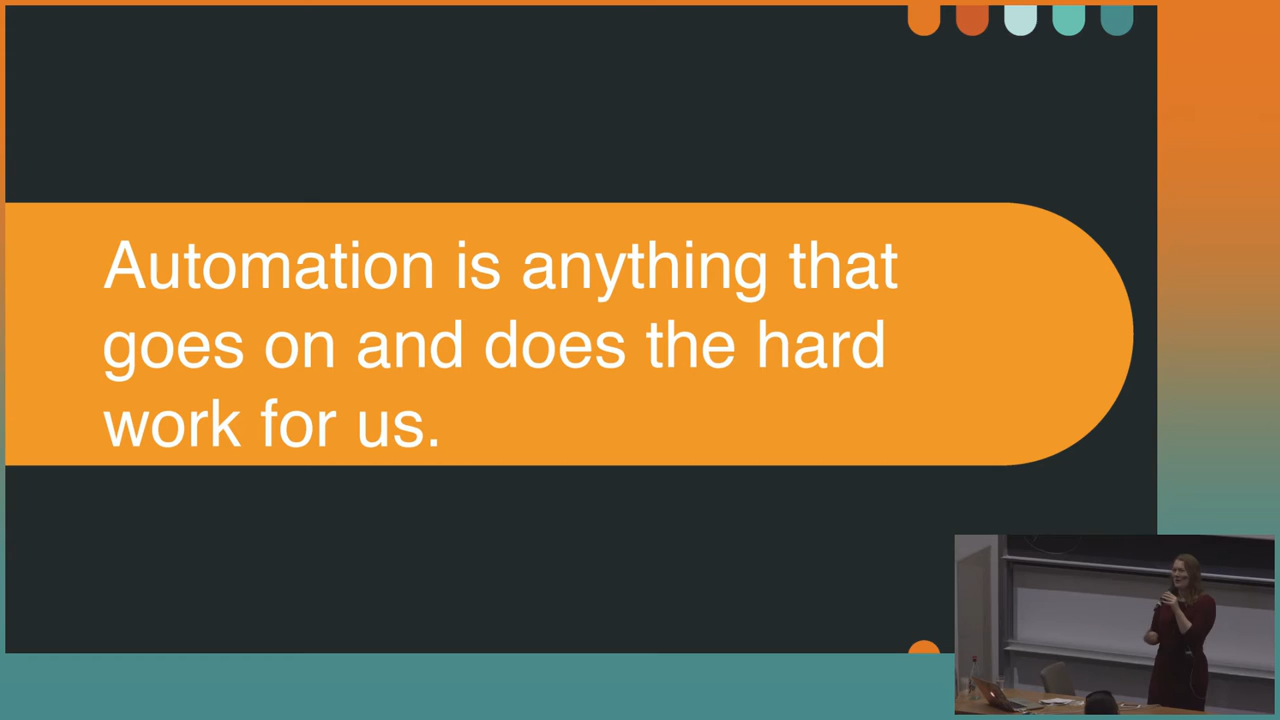 Automation is anything that
goes on and does the hard
work for us.